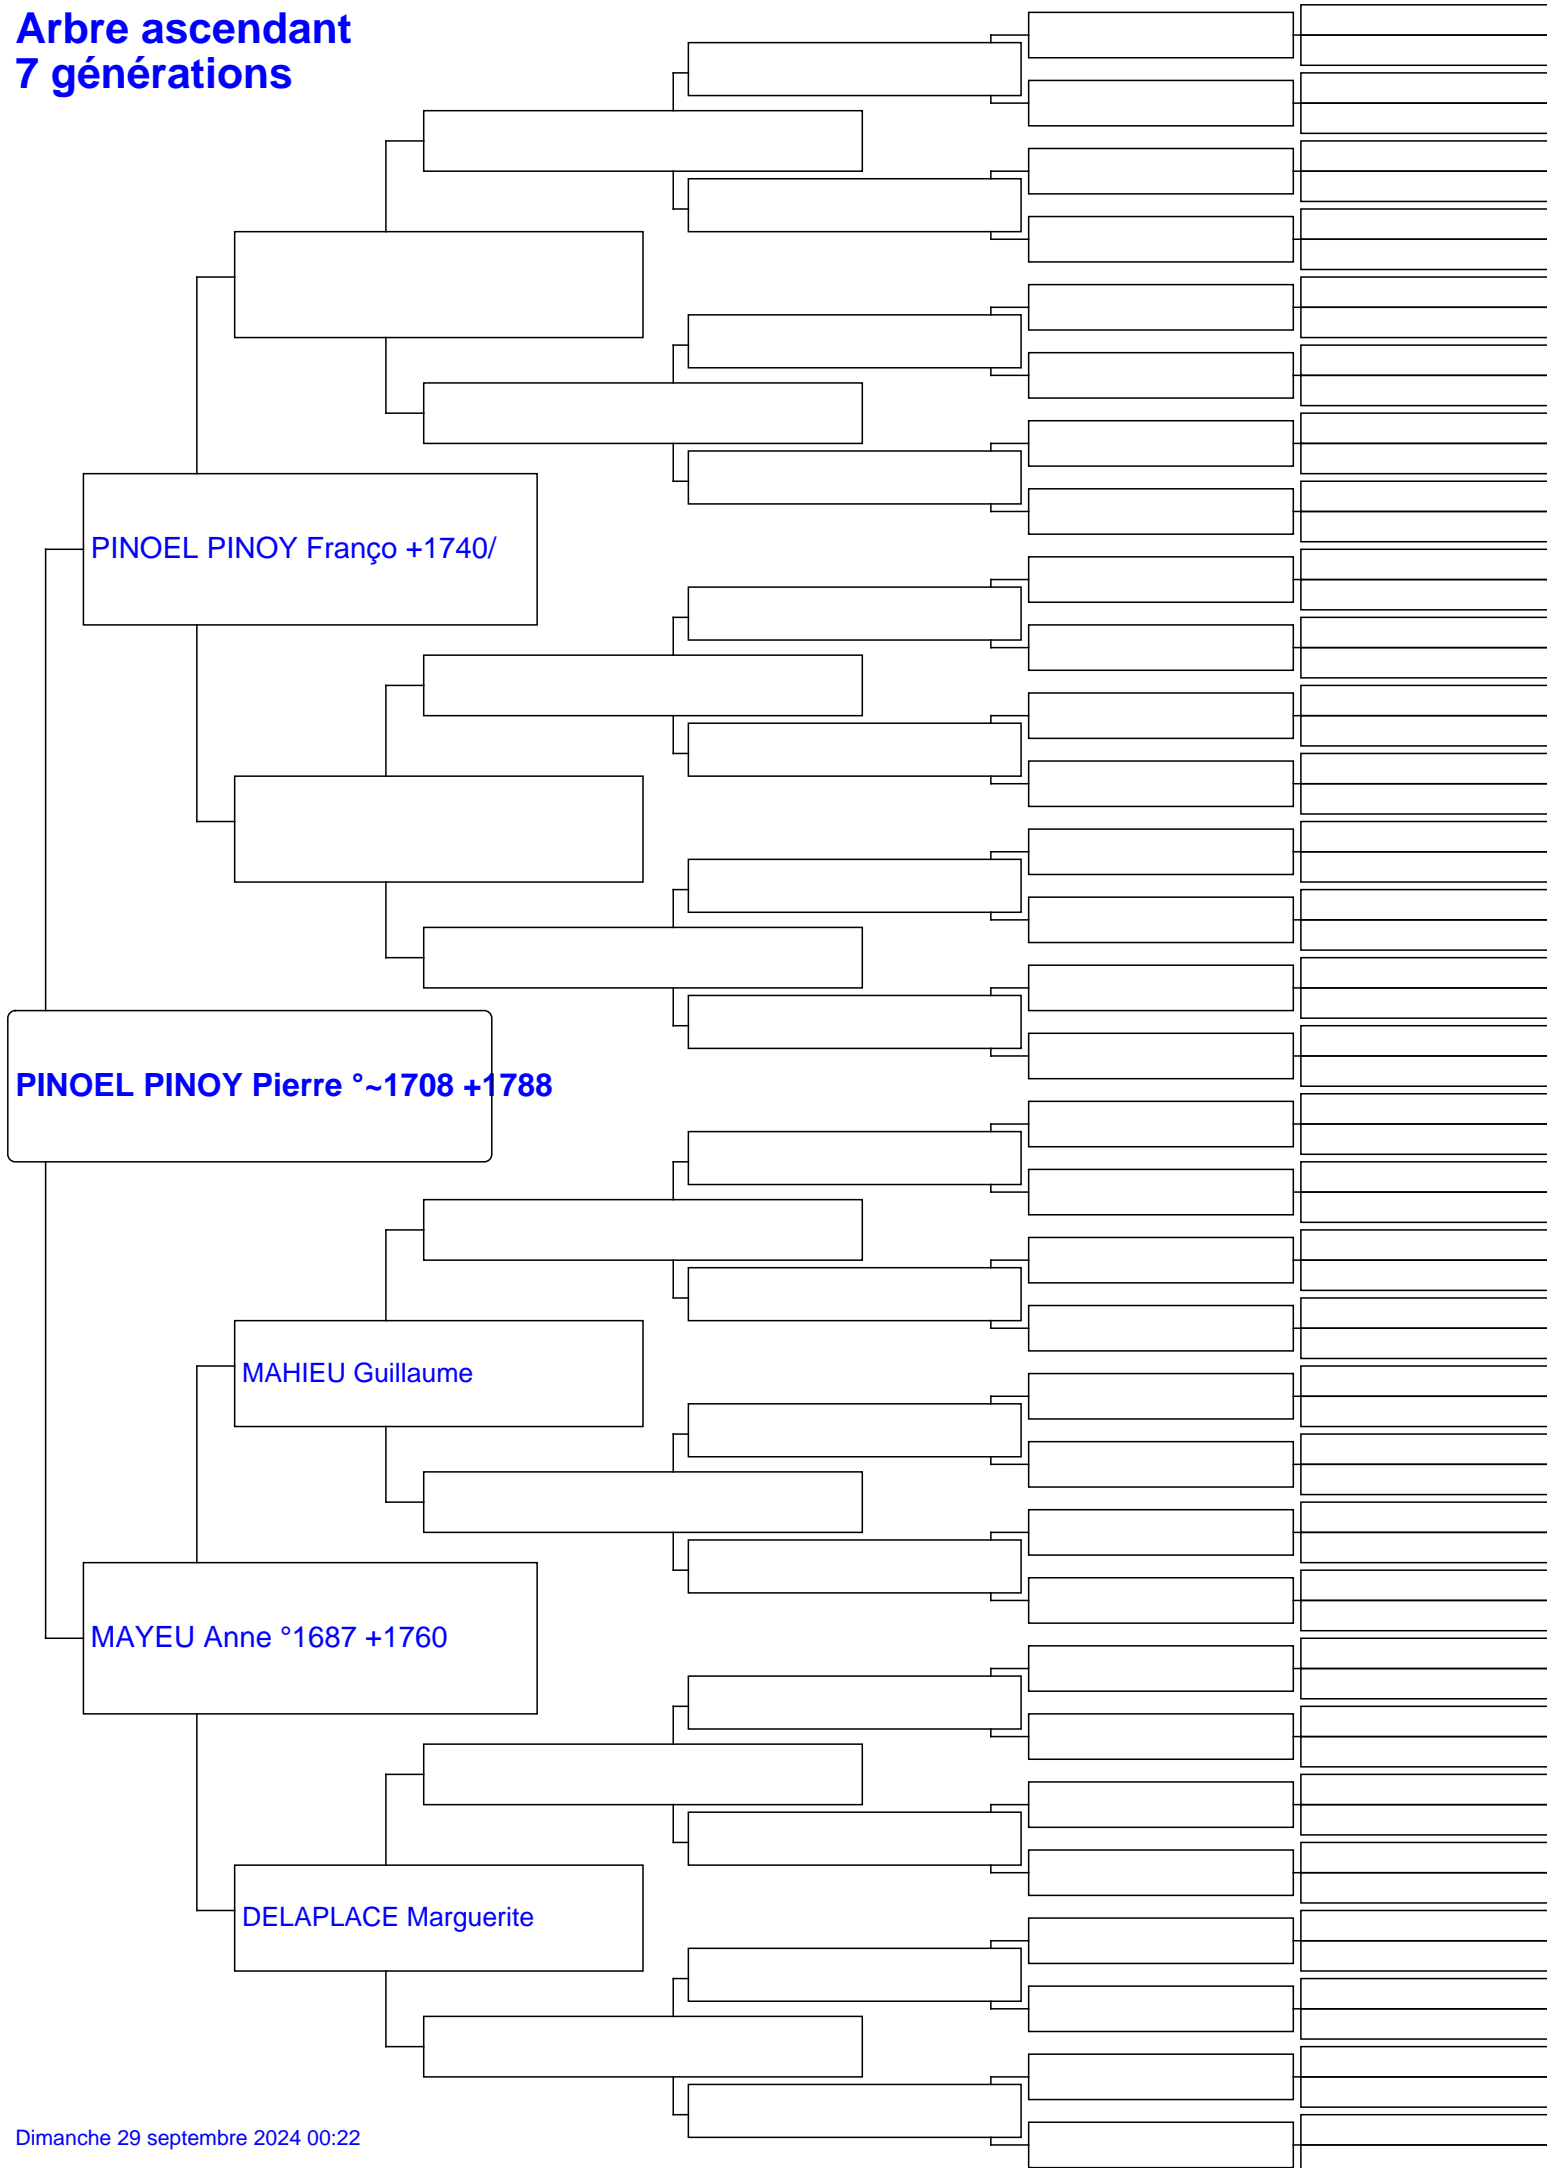 Arbre ascendant
7 générations
PINOEL PINOY Franço +1740/
PINOEL PINOY Pierre °~1708 +1788
MAHIEU Guillaume
MAYEU Anne °1687 +1760
DELAPLACE Marguerite
Dimanche 29 septembre 2024 00:22